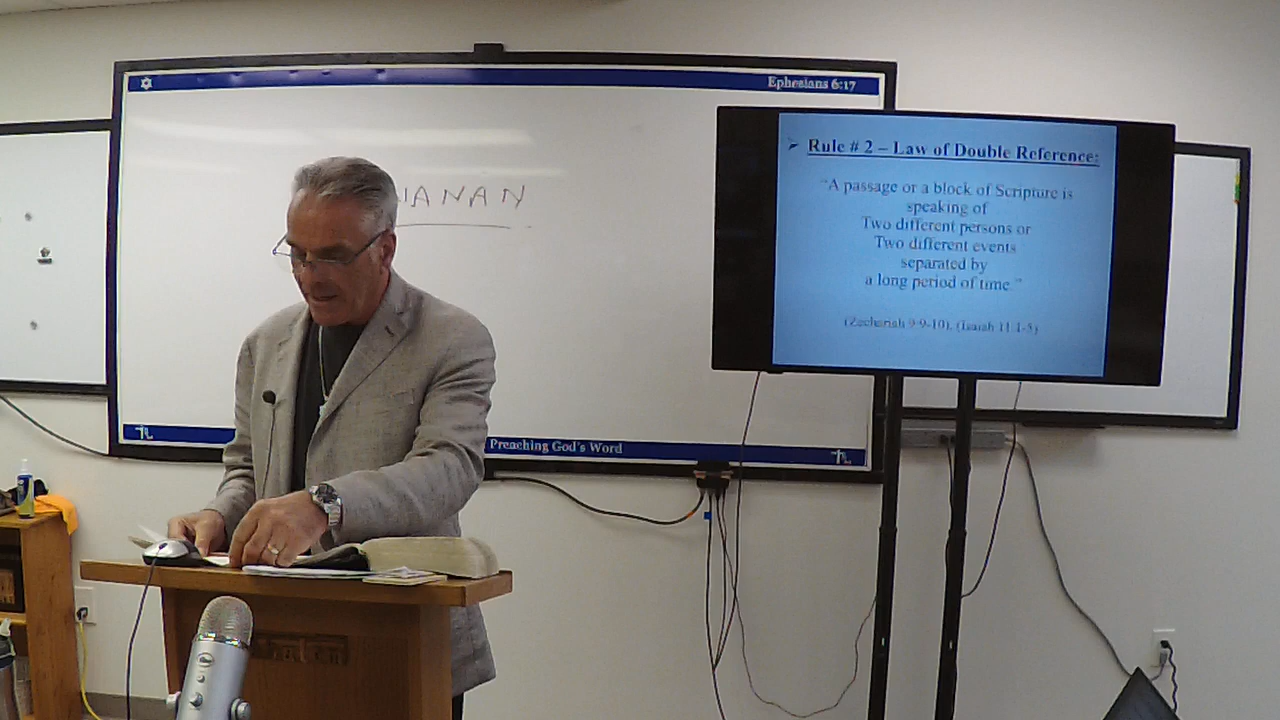 Ephesians 6:17
IANAN
Rule # 2 – Law of Double Reference:
"A passage or a block of Scripture is
speaking of
Two different persons or
Two different events
separated by
a long period of time."
(Zechariah 9:9-10), (Isaiah 11:1-5)
Preaching God's Word